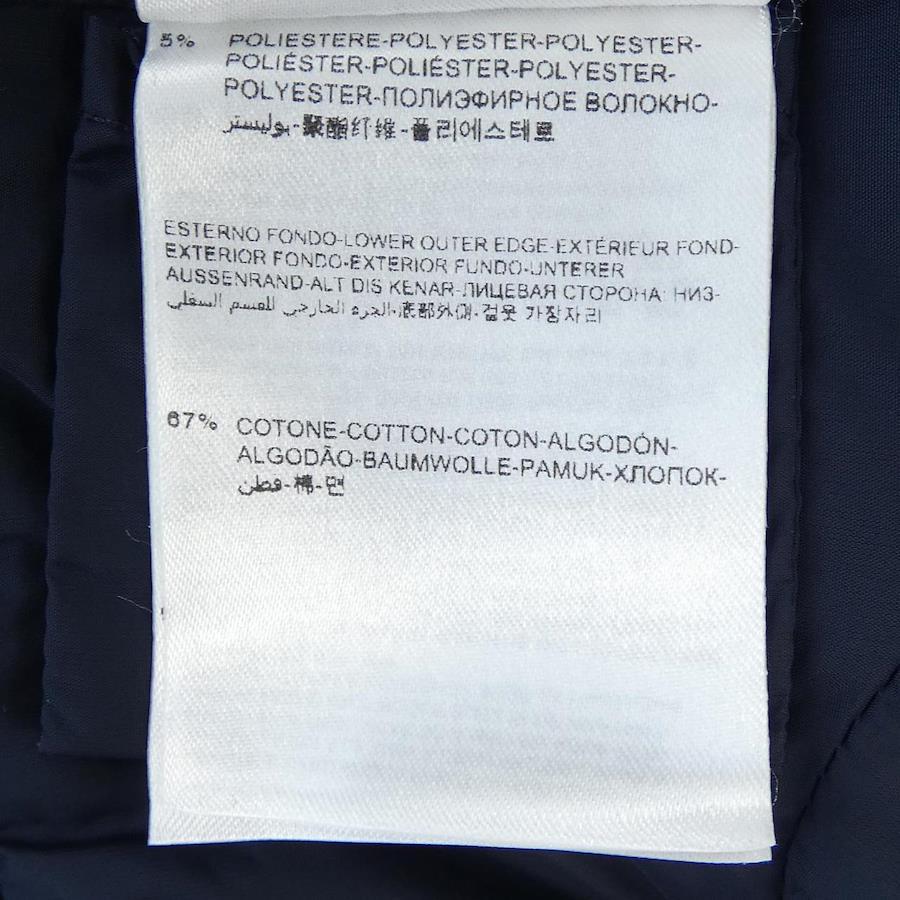 5% POLIESTERE-POLYESTER-POLYESTER-
POLIÉSTER-POLIÉSTER-POLYESTER-
POLYESTER-ПОЛИЭФИРНОЕ ВОЛОКНО-
بوليستر-聚酯纤维-폴리에스테르
ESTERNO FONDO-LOWER OUTER EDGE-EXTÉRIEUR FOND-
EXTERIOR FONDO-EXTERIOR FUNDO-UNTERER
AUSSENRAND-ALT DIS KENAR-ЛИЦЕВАЯ СТОРОНА: НИЗ-
الجزء الخارجي للقسم السفلي-底部外侧-겉옷 가장자리
67% COTONE-COTTON-COTON-ALGODÓN-
ALGODÃO-BAUMWOLLE-PAMUK-ХЛОПОК-
قطن-棉-면